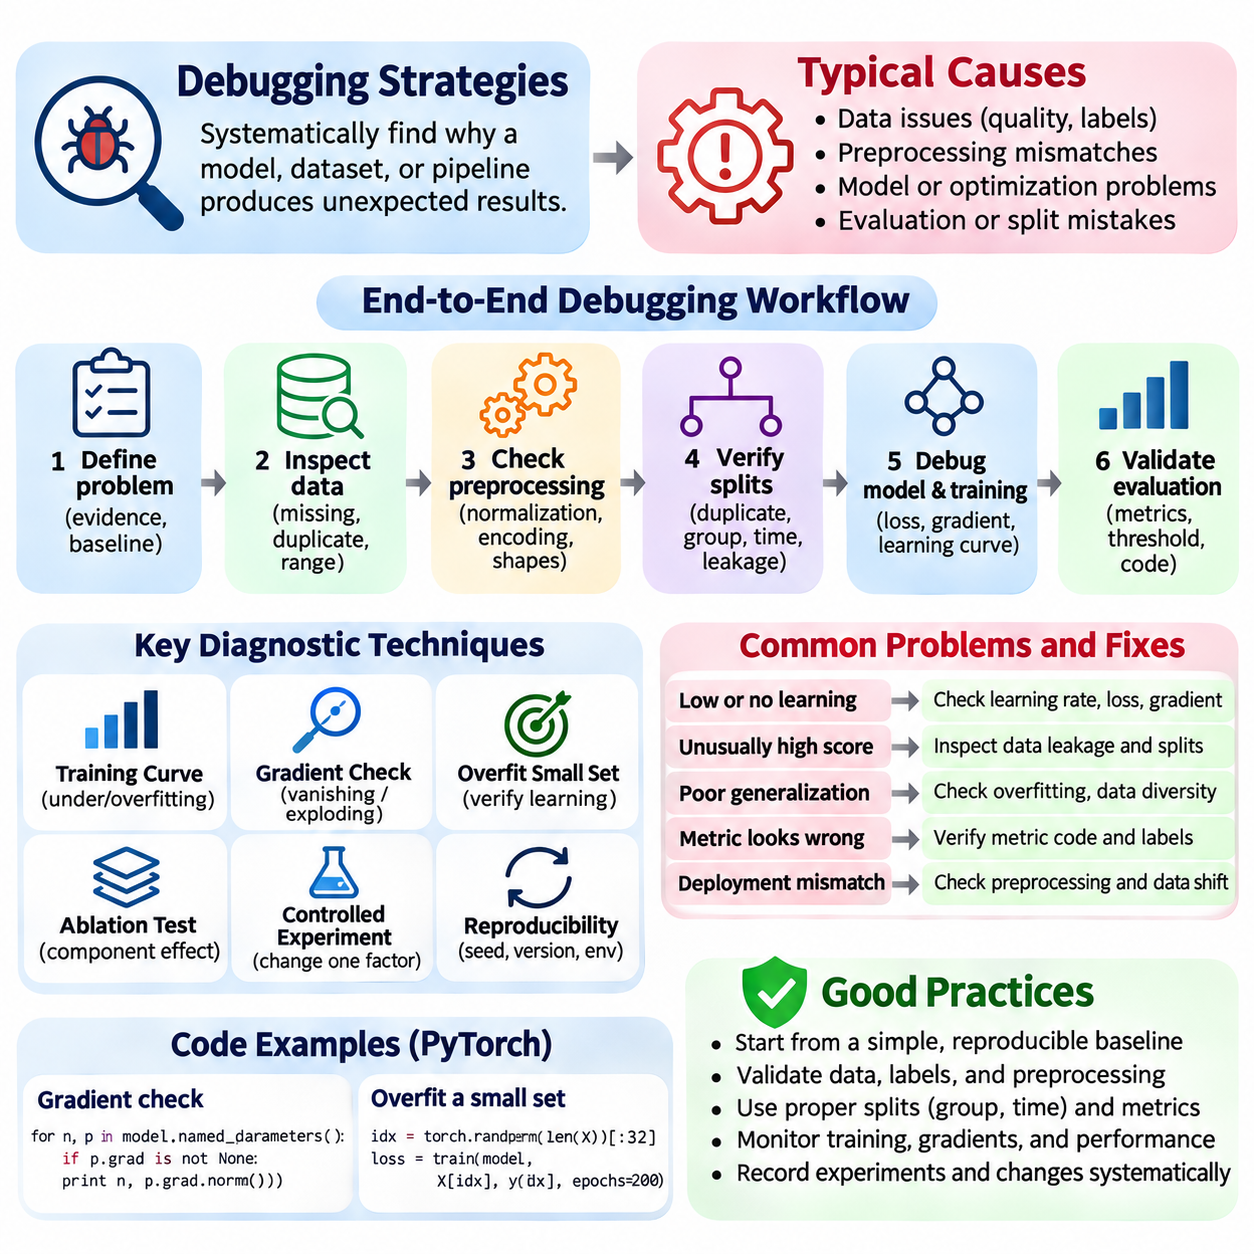 Debugging Strategies
Systematically find why a
model, dataset, or pipeline
produces unexpected results.
Typical Causes
• Data issues (quality, labels)
• Preprocessing mismatches
• Model or optimization problems
• Evaluation or split mistakes
End-to-End Debugging Workflow
1 Define
problem
(evidence,
baseline)
2 Inspect
data
(missing,
duplicate,
range)
3 Check
preprocessing
(normalization,
encoding,
shapes)
4 Verify
splits
(duplicate,
group, time,
leakage)
5 Debug
model & training
(loss, gradient,
learning curve)
6 Validate
evaluation
(metrics,
threshold,
code)
Key Diagnostic Techniques
Training Curve
(under/overfitting)
Gradient Check
(vanishing /
exploding)
Overfit Small Set
(verify learning)
Ablation Test
(component effect)
Controlled
Experiment
(change one factor)
Reproducibility
(seed, version, env)
Common Problems and Fixes
Low or no learning
Check learning rate, loss, gradient
Unusually high score
Inspect data leakage and splits
Poor generalization
Check overfitting, data diversity
Metric looks wrong
Verify metric code and labels
Deployment mismatch
Check preprocessing and data shift
Code Examples (PyTorch)
Gradient check
for n, p in model.named_darameters():
if p.grad is not None:
print n, p.grad.norm()))
Overfit a small set
idx = torch.randperm(len(X))[:32]
loss = train(model,
X[idx], y(dx], epochs=200)
Good Practices
• Start from a simple, reproducible baseline
• Validate data, labels, and preprocessing
• Use proper splits (group, time) and metrics
• Monitor training, gradients, and performance
• Record experiments and changes systematically